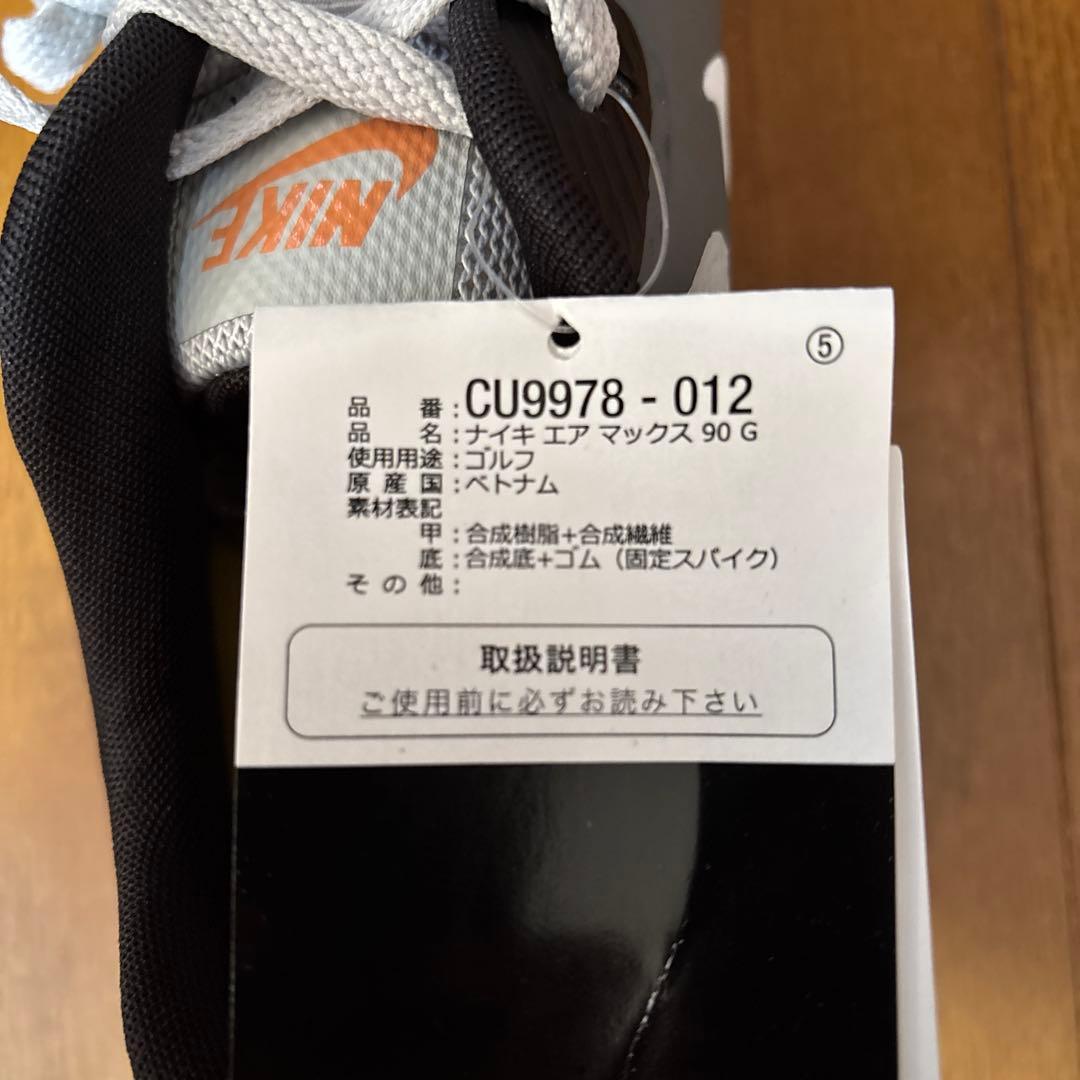 NIKE
⑤
品 番：CU9978 - 012
品 名：ナイキ エア マックス 90 G
使用用途：ゴルフ
原 産 国：ベトナム
素材表記
甲：合成樹脂+合成繊維
底：合成底+ゴム（固定スパイク）
そ の 他：
取扱説明書
ご使用前に必ずお読み下さい